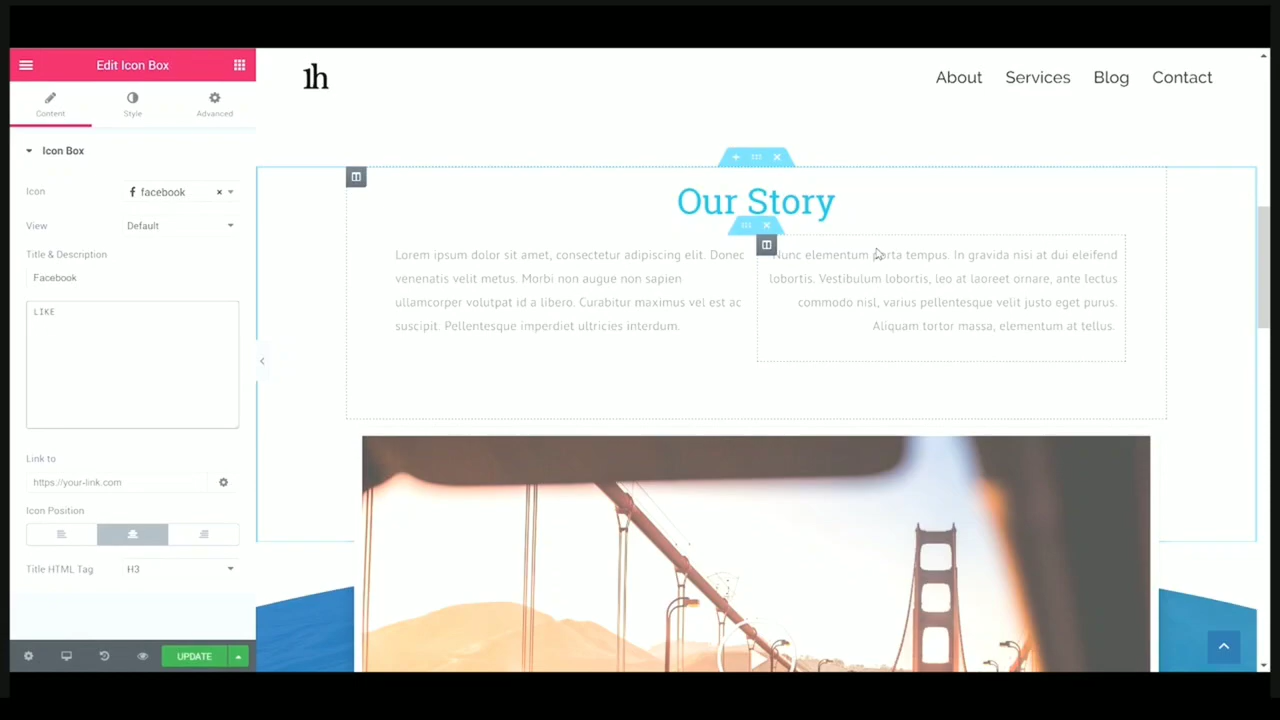 Edit Icon Box
Content
Style
Advanced
Icon Box
Icon
facebook
View
Default
Title & Description
Facebook
LIKE
Link to
https://your-link.com
Icon Position
Title HTML Tag
H3
UPDATE
1h
About
Services
Blog
Contact
Our Story
Lorem ipsum dolor sit amet, consectetur adipiscing elit. Donec
venenatis velit metus. Morbi non augue non sapien
ullamcorper volutpat id a libero. Curabitur maximus vel est ac
suscipit. Pellentesque imperdiet ultricies interdum.
Nunc elementum porta tempus. In gravida nisi at dui eleifend
lobortis. Vestibulum lobortis, leo at laoreet ornare, ante lectus
commodo nisl, varius pellentesque velit justo eget purus.
Aliquam tortor massa, elementum at tellus.